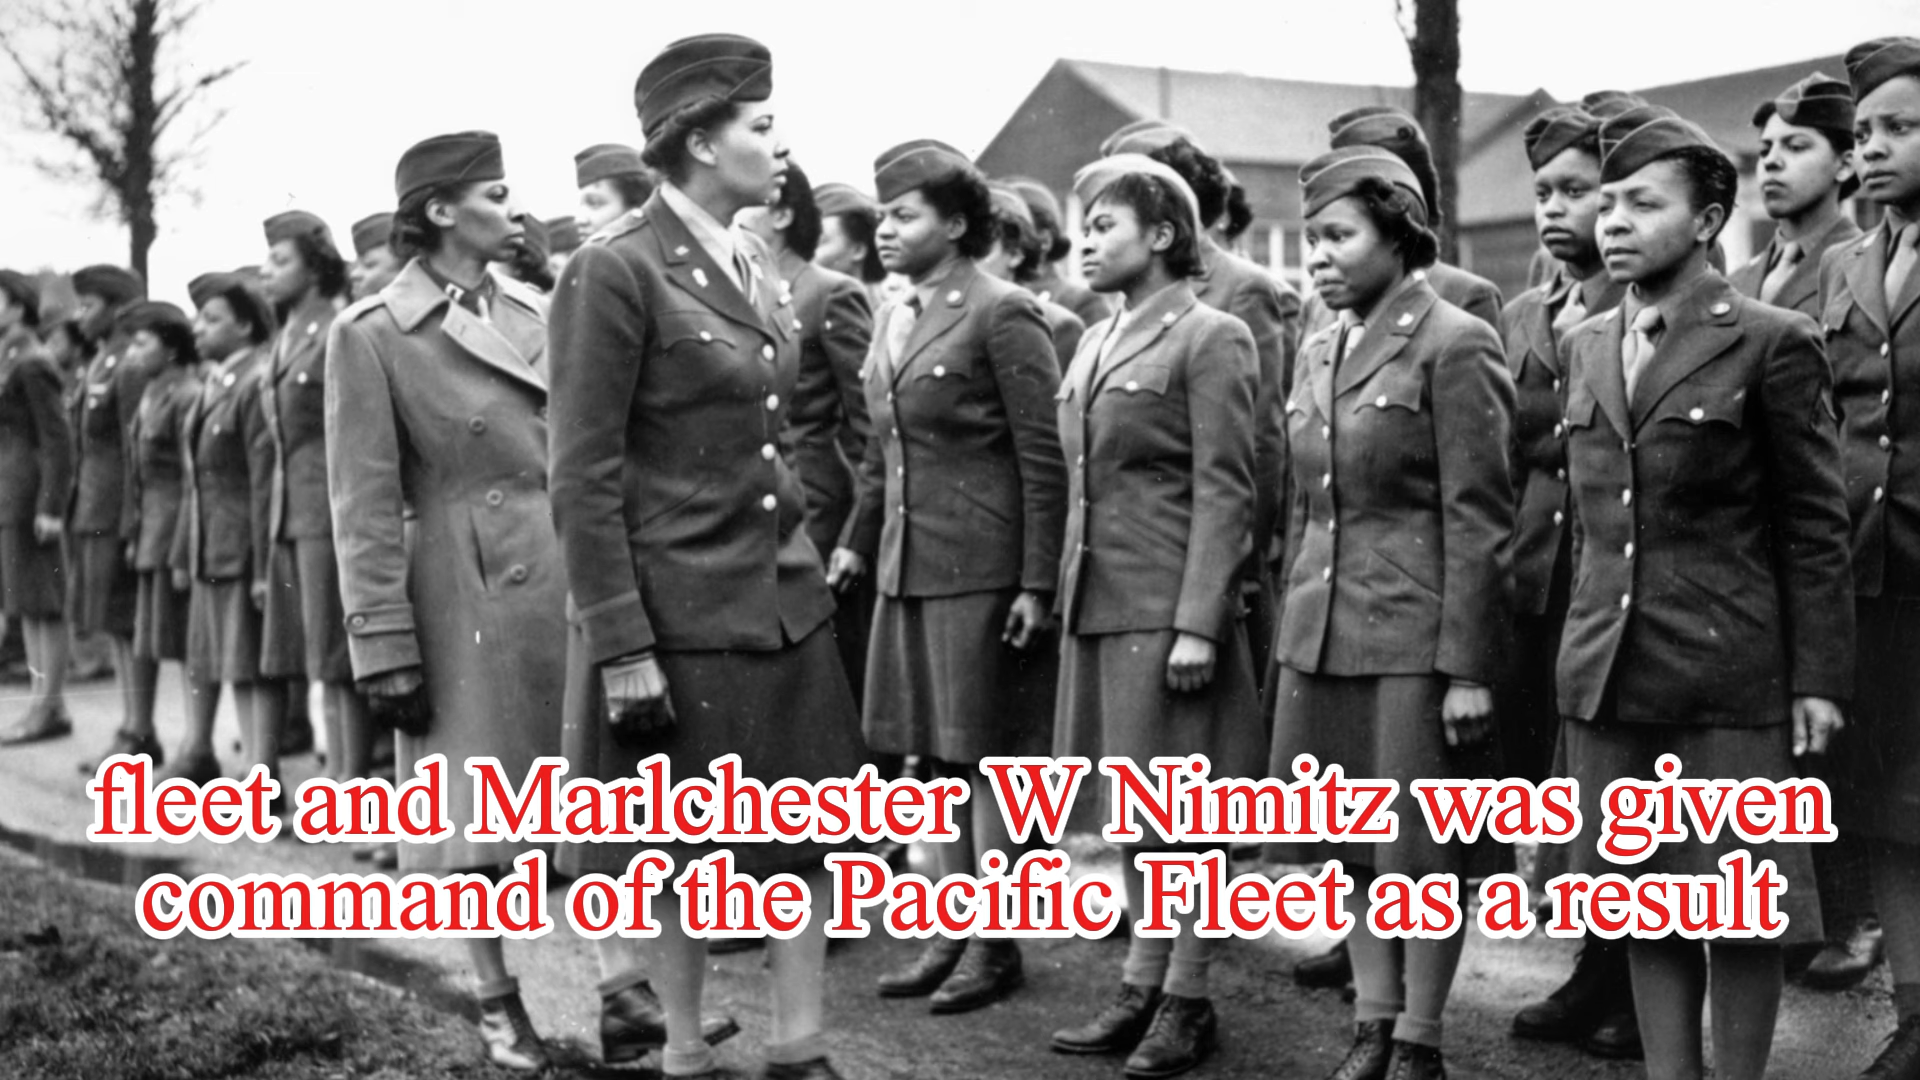 fleet and Marlchester W Nimitz was given
command of the Pacific Fleet as a result